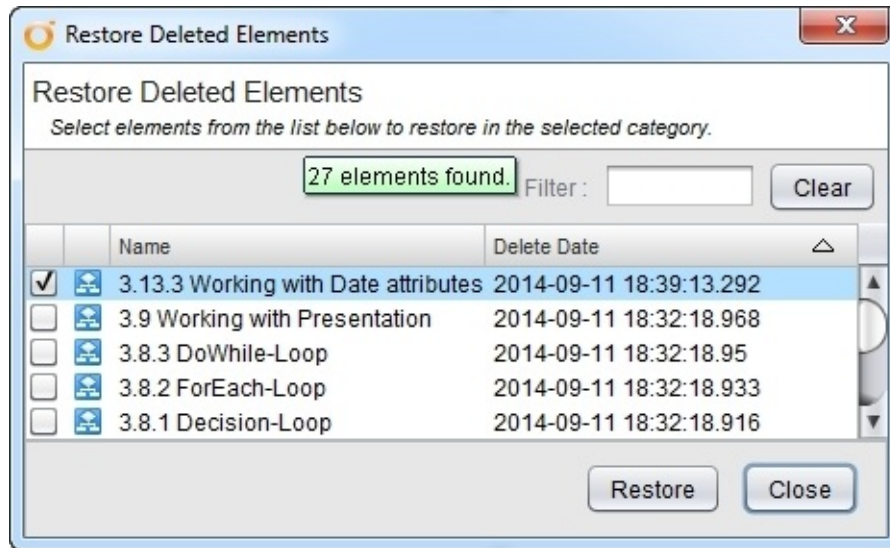 Restore Deleted Elements
Restore Deleted Elements
Select elements from the list below to restore in the selected category.
27 elements found. Filter : Clear
Name Delete Date
3.13.3 Working with Date attributes 2014-09-11 18:39:13.292
3.9 Working with Presentation 2014-09-11 18:32:18.968
3.8.3 DoWhile-Loop 2014-09-11 18:32:18.95
3.8.2 ForEach-Loop 2014-09-11 18:32:18.933
3.8.1 Decision-Loop 2014-09-11 18:32:18.916
Restore Close